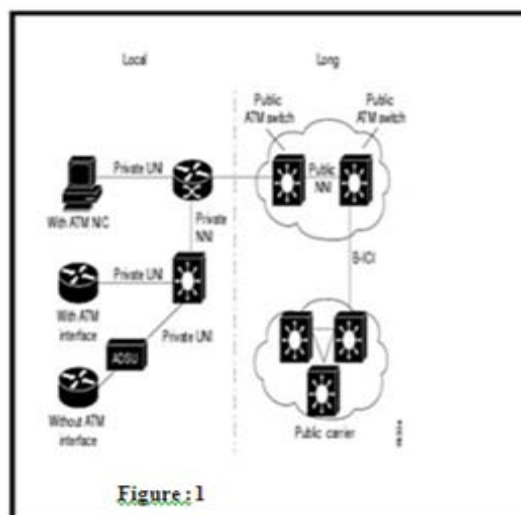 Local
Long
Public
ATM switch
Public
ATM switch
Private UNI
Public
NNI
With ATM NIC
Private
NNI
B-ICI
Private UNI
With ATM
interface
Private UNI
ADSU
Without ATM
interface
Public carrier
Figure : 1